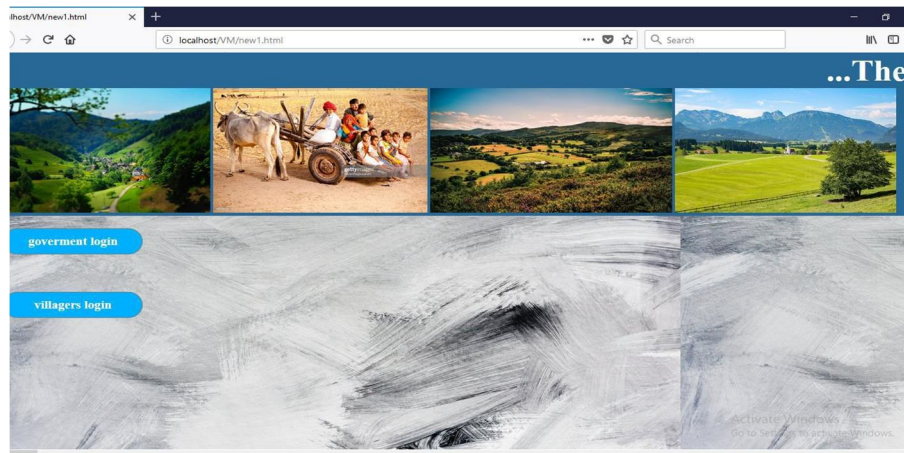 lhost/VM/new1.html
localhost/VM/new1.html
Search
...The
gettyimages
goverment login
villagers login
Activate Windows
Go to Settings to activate Windows.